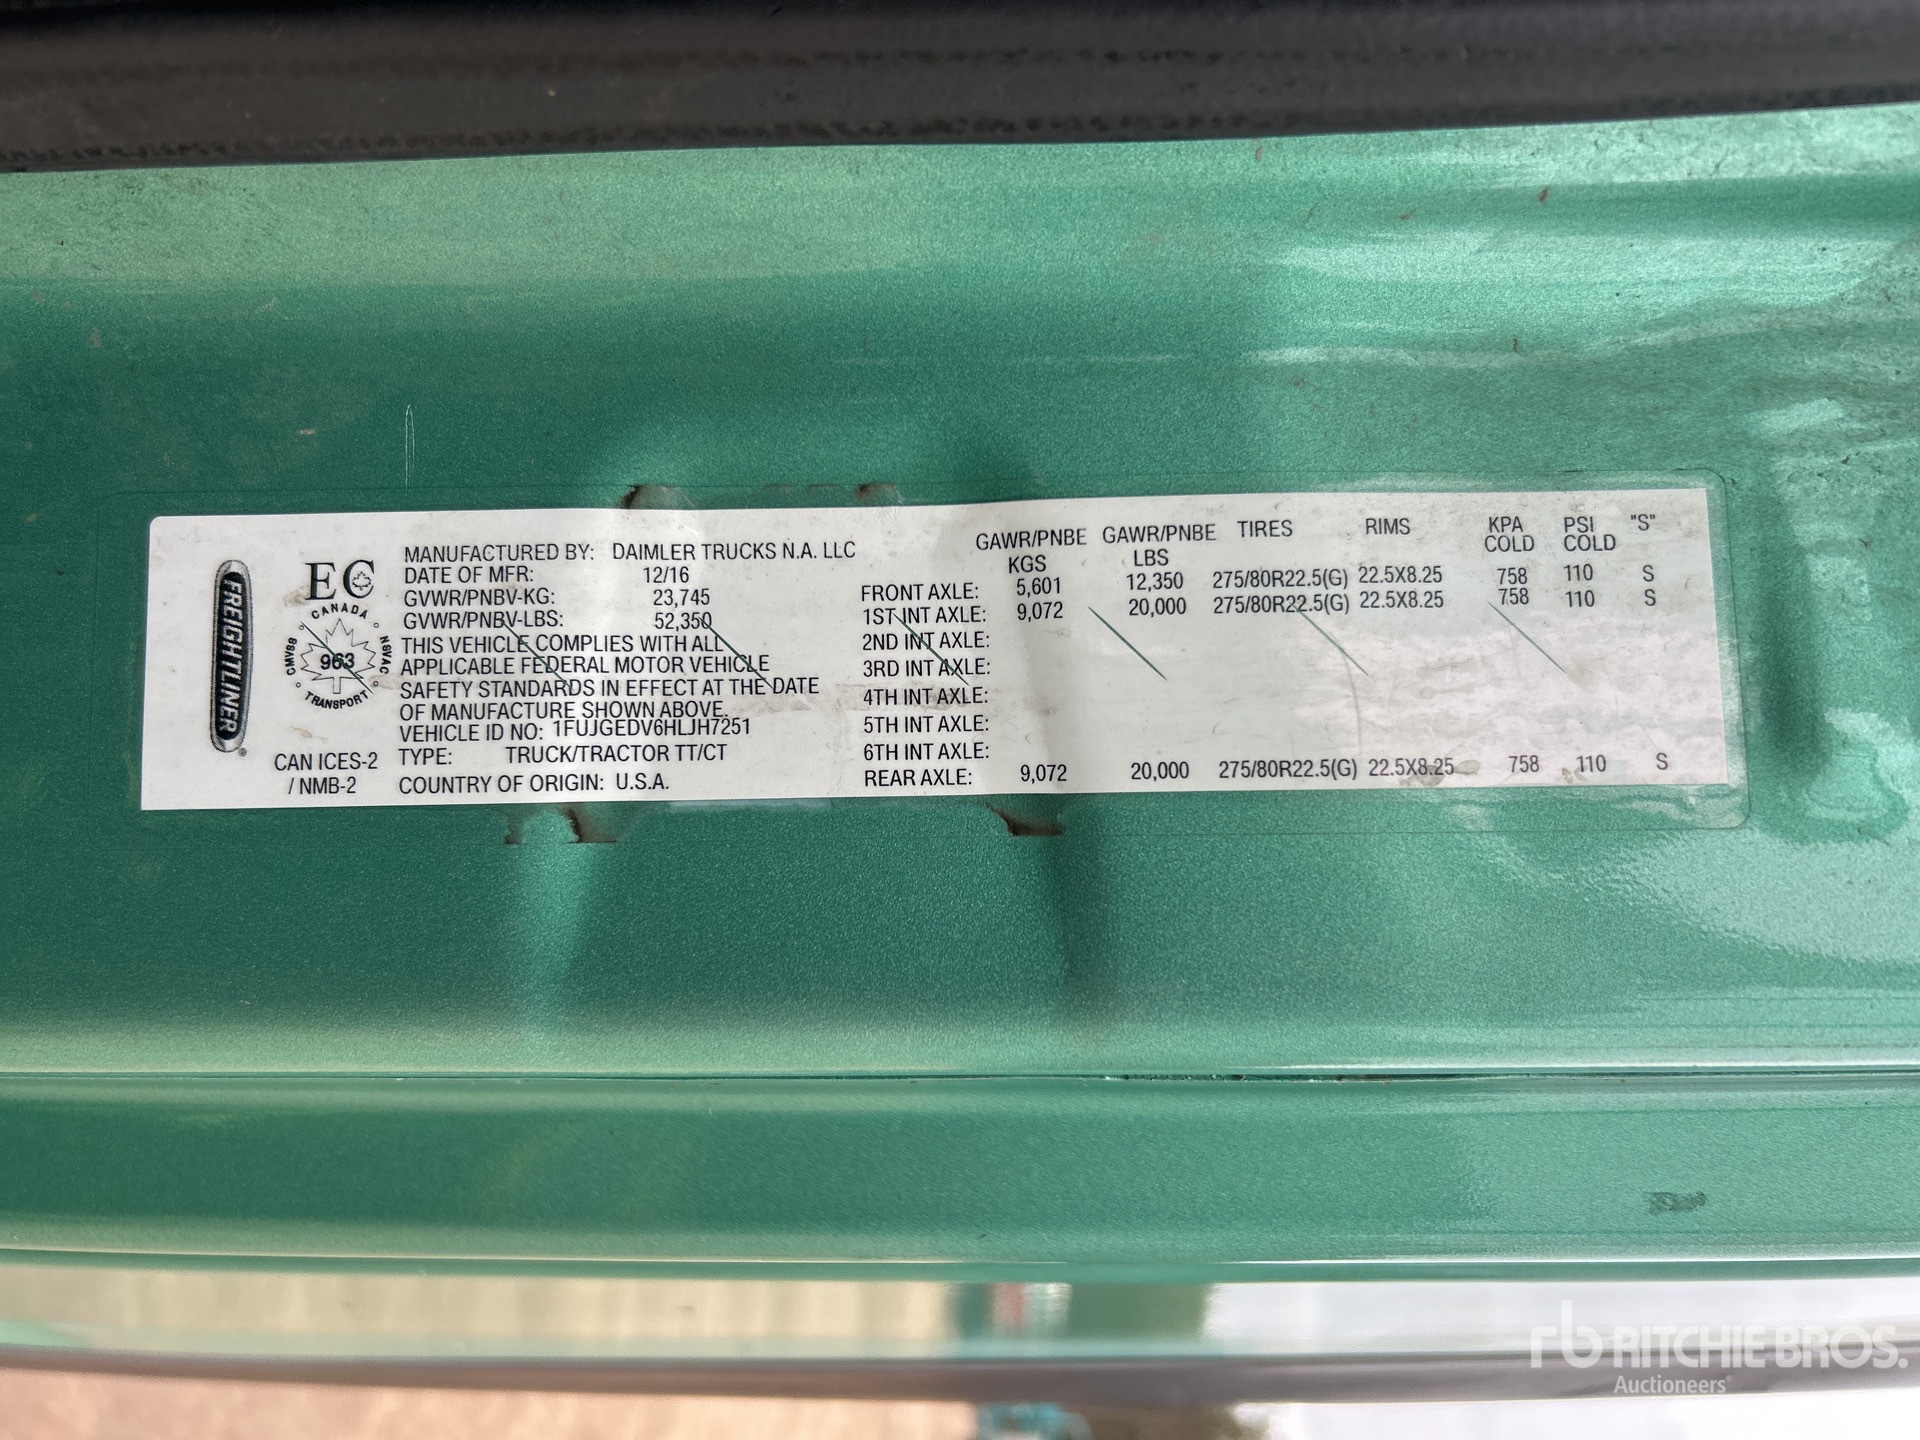 FREIGHTLINER
EC
CANADA
CMVSS NSVAC
963
TRANSPORT
CAN ICES-2
/ NMB-2
MANUFACTURED BY: DAIMLER TRUCKS N.A. LLC
DATE OF MFR: 12/16
GVWR/PNBV-KG: 23,745
GVWR/PNBV-LBS: 52,350
THIS VEHICLE COMPLIES WITH ALL
APPLICABLE FEDERAL MOTOR VEHICLE
SAFETY STANDARDS IN EFFECT AT THE DATE
OF MANUFACTURE SHOWN ABOVE.
VEHICLE ID NO: 1FUJGEDV6HLJH7251
TYPE: TRUCK/TRACTOR TT/CT
COUNTRY OF ORIGIN: U.S.A.
GAWR/PNBE GAWR/PNBE TIRES RIMS KPA PSI "S"
KGS LBS COLD COLD
FRONT AXLE: 5,601 12,350 275/80R22.5(G) 22.5X8.25 758 110 S
1ST INT AXLE: 9,072 20,000 275/80R22.5(G) 22.5X8.25 758 110 S
2ND INT AXLE:
3RD INT AXLE:
4TH INT AXLE:
5TH INT AXLE:
6TH INT AXLE:
REAR AXLE: 9,072 20,000 275/80R22.5(G) 22.5X8.25 758 110 S
rb RITCHIE BROS.
Auctioneers